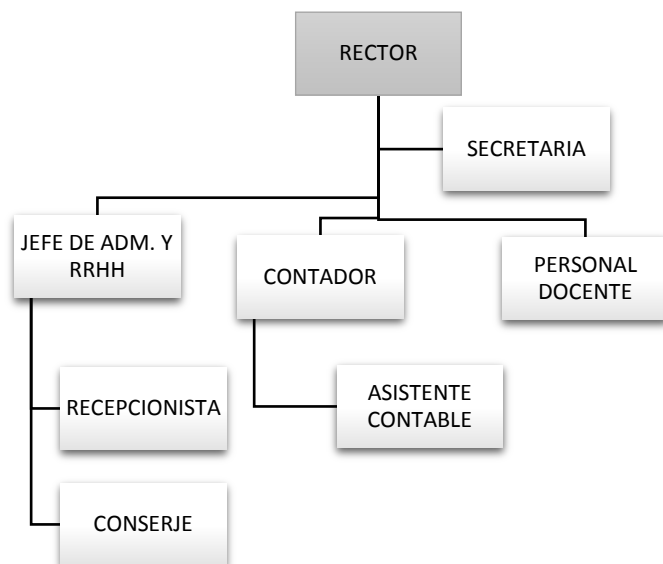 RECTOR
SECRETARIA
JEFE DE ADM. Y
RRHH
CONTADOR
PERSONAL
DOCENTE
RECEPCIONISTA
ASISTENTE
CONTABLE
CONSERJE